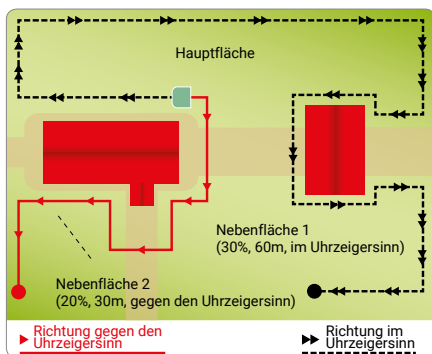 Hauptfläche
Nebenfläche 1
(30%, 60m, im Uhrzeigersinn)
Nebenfläche 2
(20%, 30m, gegen den Uhrzeigersinn)
Richtung gegen den
Uhrzeigersinn
Richtung im
Uhrzeigersinn